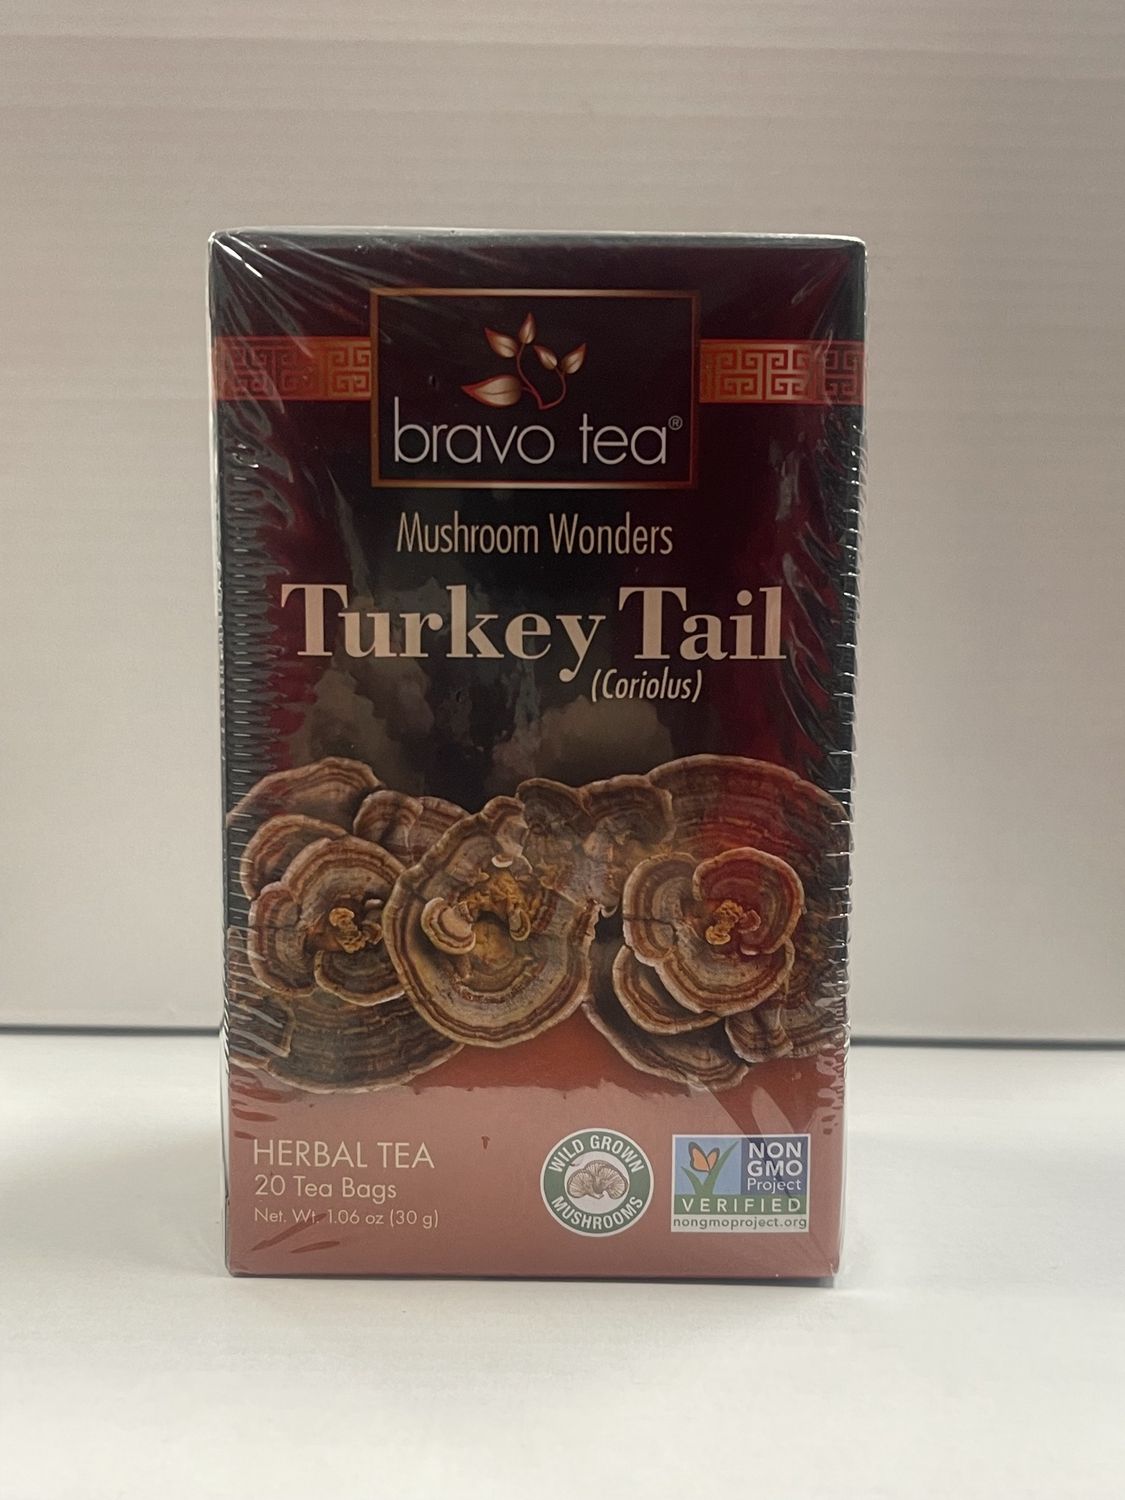 bravo tea®
Mushroom Wonders
Turkey Tail
(Coriolus)
HERBAL TEA
20 Tea Bags
Net. Wt. 1.06 oz (30 g)
WILD GROWN
MUSHROOMS
NON
GMO
Project
VERIFIED
nongmoproject.org